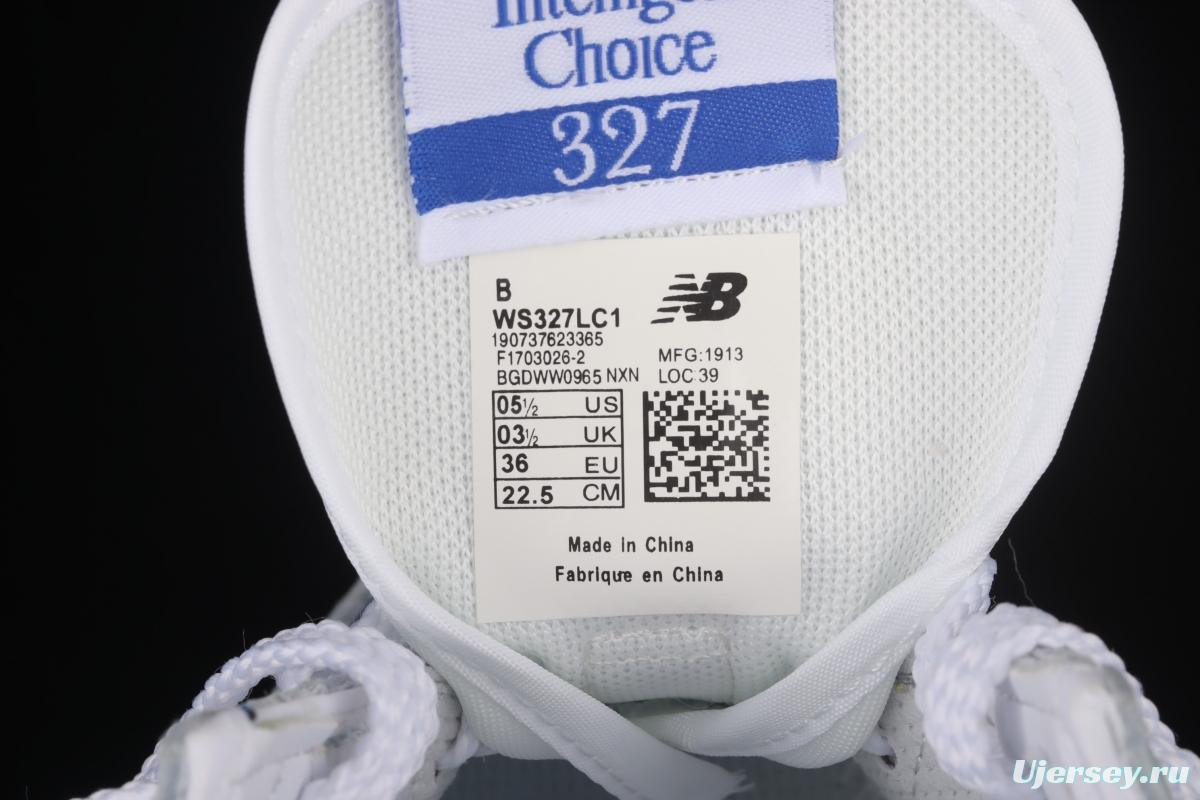 Choice
327
B
NB
WS327LC1
190737623365
F1703026-2
MFG:1913
BGDWW0965 NXN
LOC:39
05½ US
03½ UK
36 EU
22.5 CM
Made in China
Fabrique en China
Ujersey.ru